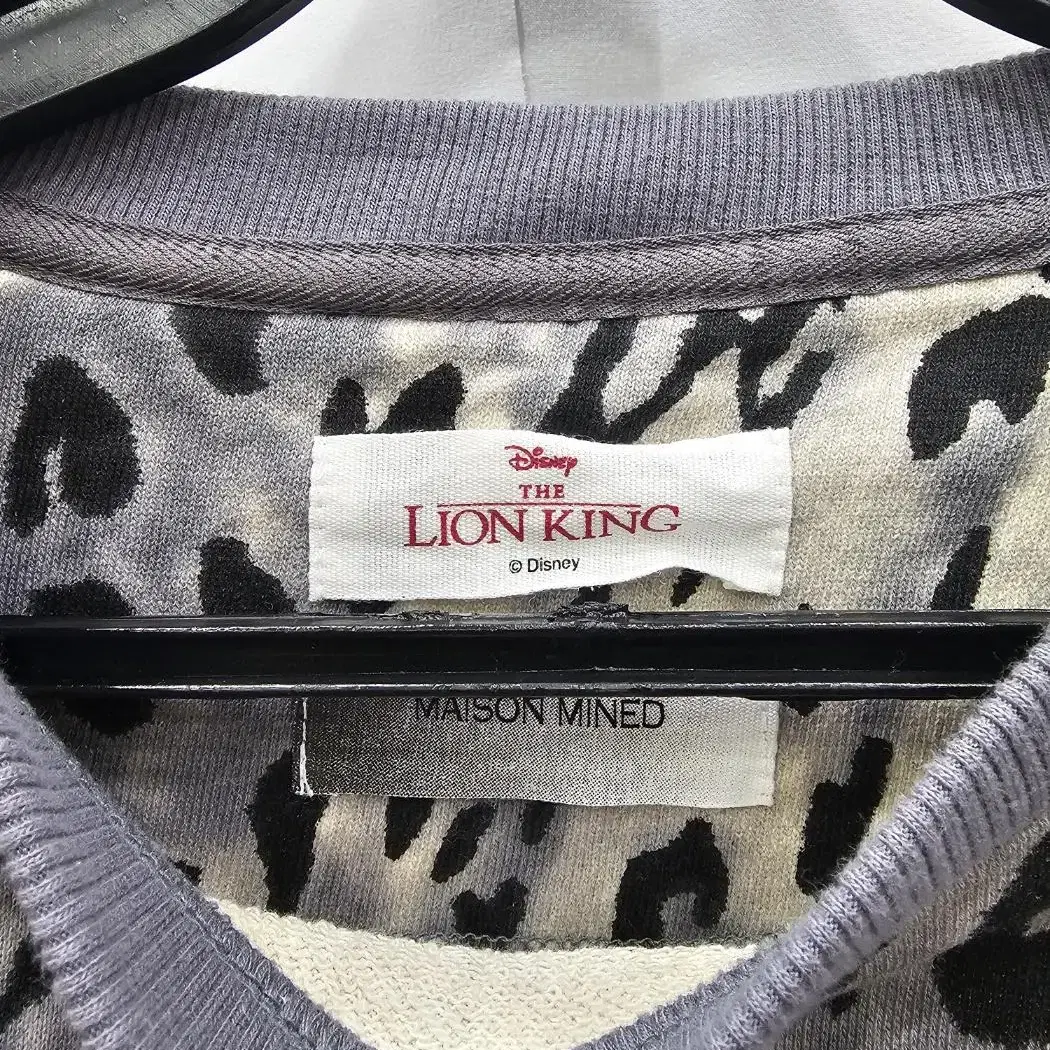 Disney
THE
LION KING
© Disney
MAISON MINED